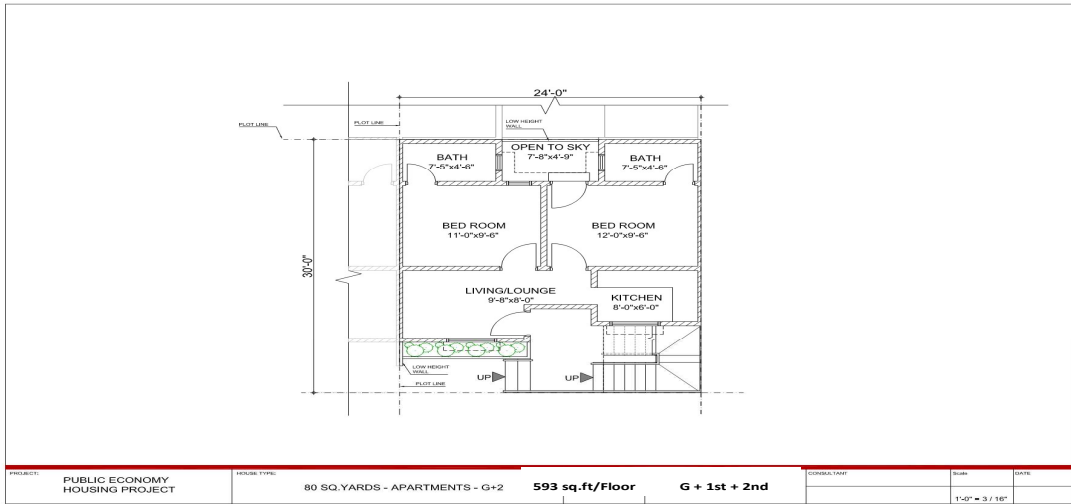 24'-0"
PLOT LINE
PLOT LINE
LOW HEIGHT
WALL
OPEN TO SKY
7'-8"x4'-9"
BATH
7'-5"x4'-6"
BATH
7'-5"x4'-6"
BED ROOM
11'-0"x9'-6"
BED ROOM
12'-0"x9'-6"
30'-0"
LIVING/LOUNGE
9'-8"x8'-0"
KITCHEN
8'-0"x6'-0"
LOW HEIGHT
WALL
PLOT LINE
UP
UP
PROJECT:
PUBLIC ECONOMY
HOUSING PROJECT
HOUSE TYPE:
80 SQ.YARDS - APARTMENTS - G+2
593 sq.ft/Floor
G + 1st + 2nd
CONSULTANT
Scale
1'-0" = 3 / 16"
DATE